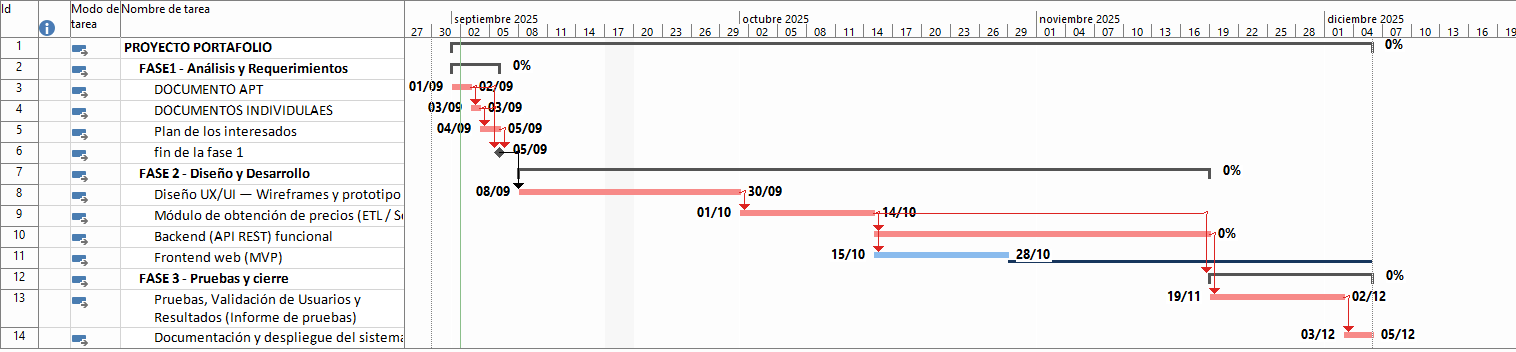 Id
Modo de tarea
Nombre de tarea
septiembre 2025 octubre 2025 noviembre 2025 diciembre 2025
27 30 02 05 08 11 14 17 20 23 26 29 02 05 08 11 14 17 20 23 26 29 01 04 07 10 13 16 19 22 25 28 01 04 07 10 13 16 19
1 PROYECTO PORTAFOLIO 0%
2 FASE1 - Análisis y Requerimientos 0%
3 DOCUMENTO APT 01/09 02/09
4 DOCUMENTOS INDIVIDULAES 03/09 03/09
5 Plan de los interesados 04/09 05/09
6 fin de la fase 1 05/09
7 FASE 2 - Diseño y Desarrollo 0%
8 Diseño UX/UI — Wireframes y prototipo 08/09 30/09
9 Módulo de obtención de precios (ETL / 01/10 14/10
10 Backend (API REST) funcional 0%
11 Frontend web (MVP) 15/10 28/10
12 FASE 3 - Pruebas y cierre 0%
13 Pruebas, Validación de Usuarios y
Resultados (Informe de pruebas) 19/11 02/12
14 Documentación y despliegue del sistema 03/12 05/12